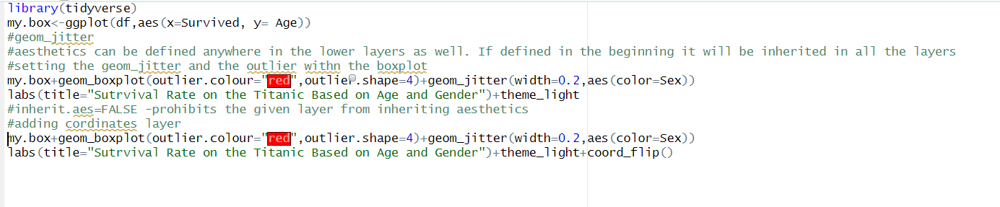 library(tidyverse)
my.box<-ggplot(df,aes(x=Survived, y= Age))
#geom_jitter
#aesthetics can be defined anywhere in the lower layers as well. If defined in the beginning it will be inherited in all the layers
#setting the geom_jitter and the outlier withn the boxplot
my.box+geom_boxplot(outlier.colour="red",outlier.shape=4)+geom_jitter(width=0.2,aes(color=Sex))
labs(title="Sutrvival Rate on the Titanic Based on Age and Gender")+theme_light
#inherit.aes=FALSE -prohibits the given layer from inheriting aesthetics
#adding cordinates layer
my.box+geom_boxplot(outlier.colour="red",outlier.shape=4)+geom_jitter(width=0.2,aes(color=Sex))
labs(title="Sutrvival Rate on the Titanic Based on Age and Gender")+theme_light+coord_flip()